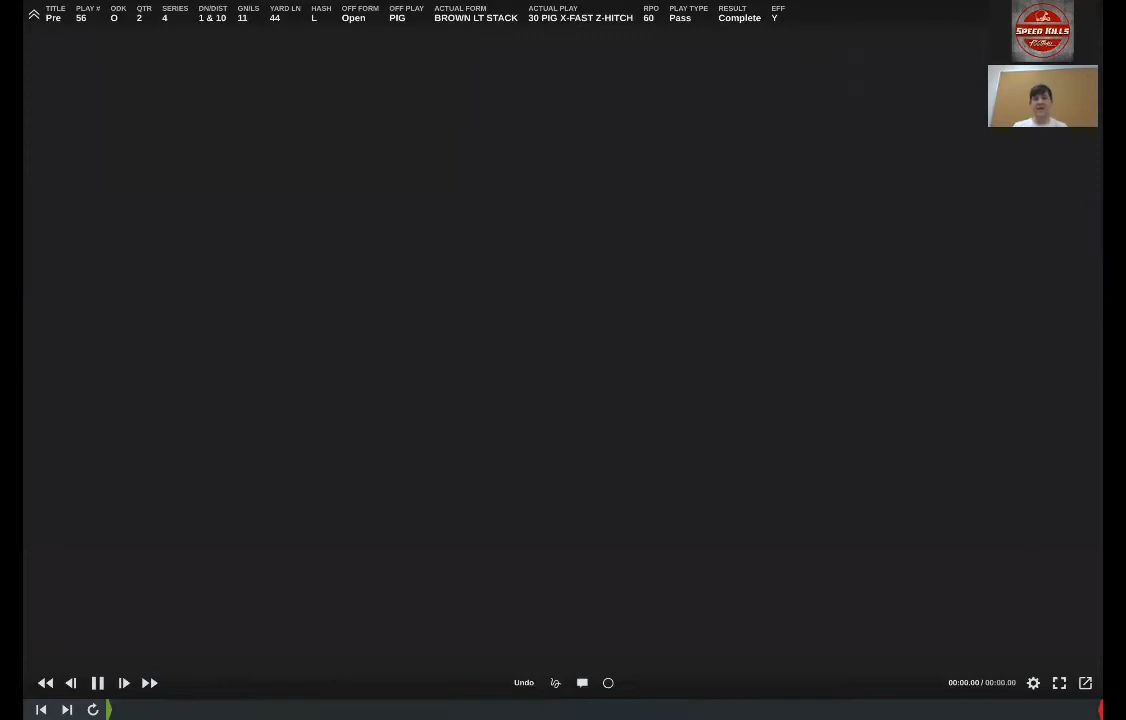 TITLE PLAY # ODK QTR SERIES DN/DIST GN/LS YARD LN HASH OFF FORM OFF PLAY ACTUAL FORM ACTUAL PLAY RPO PLAY TYPE RESULT EFF
Pre 56 O 2 4 1 & 10 11 44 L Open PIG BROWN LT STACK 30 PIG X-FAST Z-HITCH 60 Pass Complete Y
SPEED KILLS
FOOTBALL
Undo
00:00.00 / 00:00.00